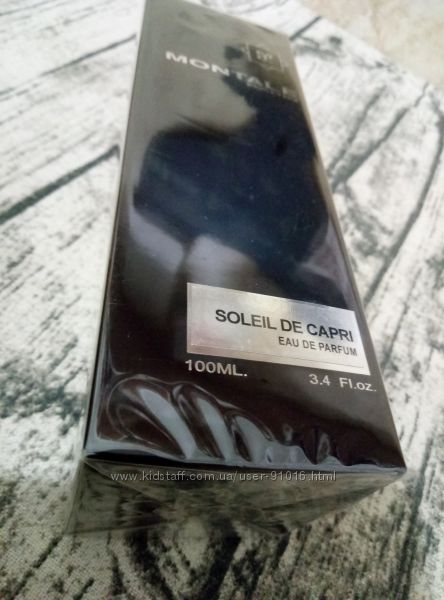 MONTALE
SOLEIL DE CAPRI
EAU DE PARFUM
100ML. 3.4 Fl.oz.
www.kidstaff.com.ua/user-91016.html